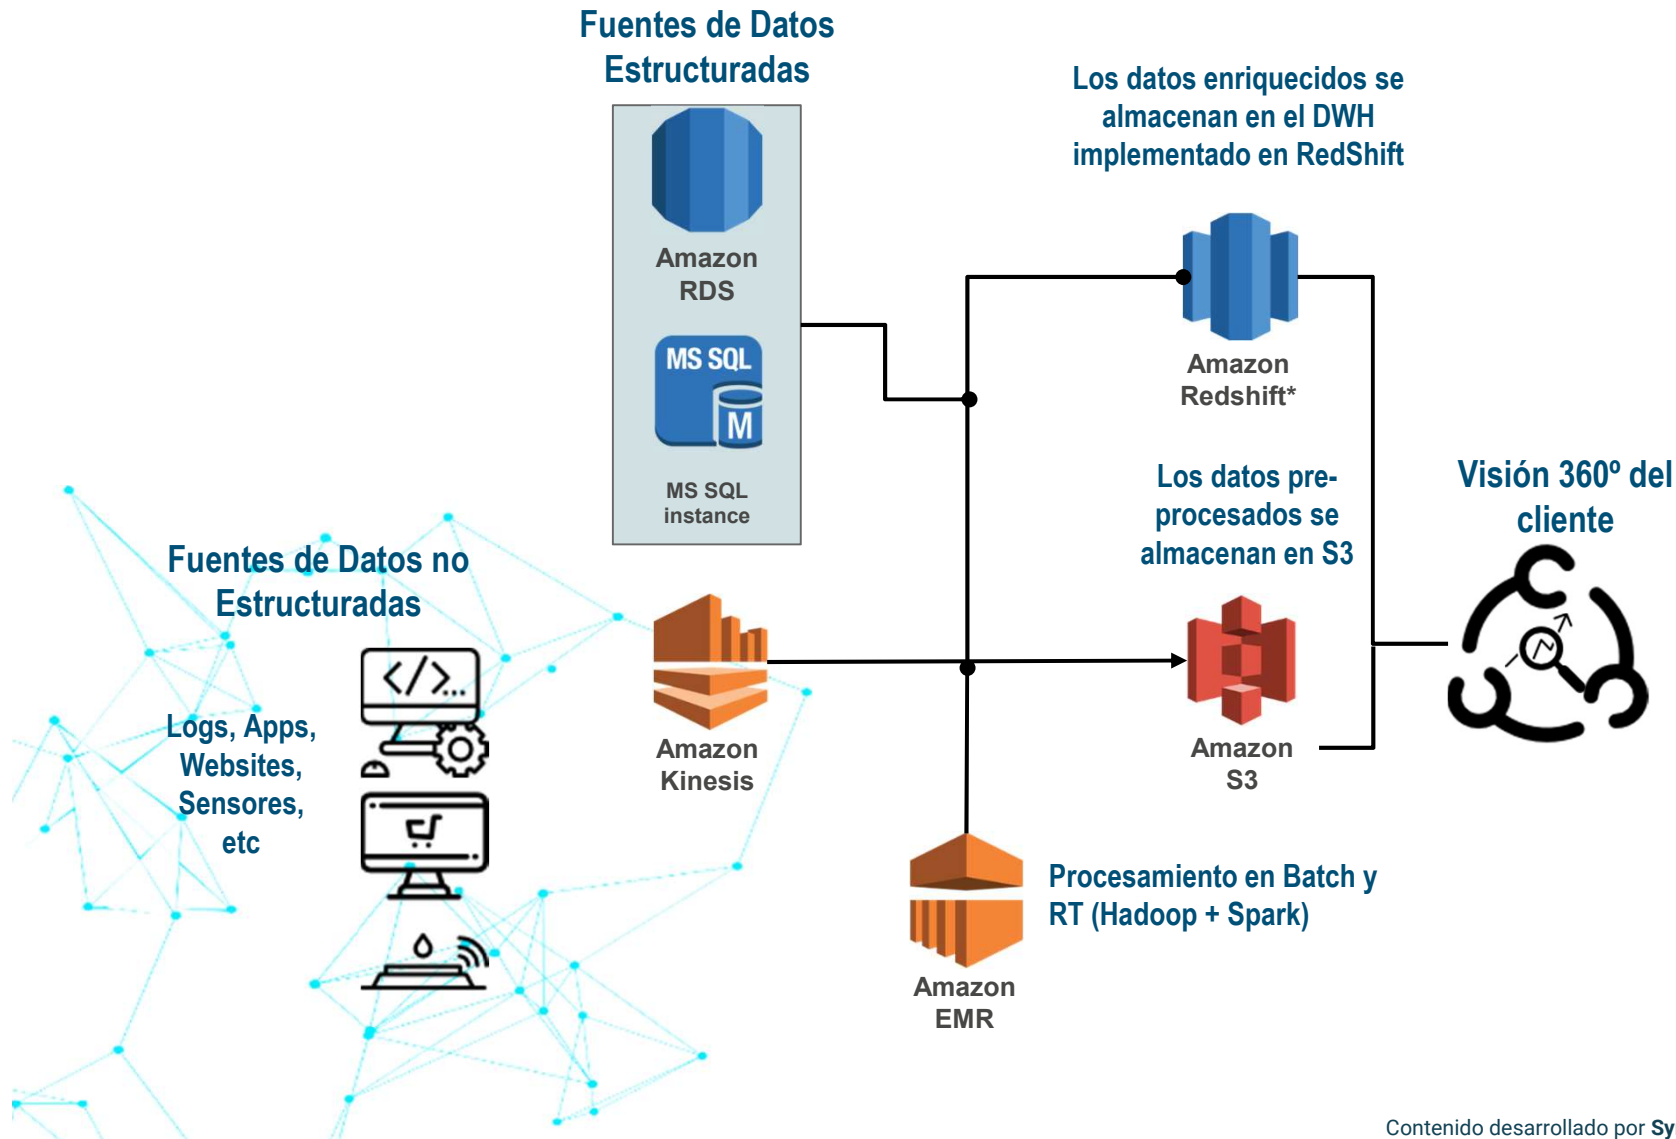 Fuentes de Datos
Estructuradas
Amazon
RDS
MS SQL
M
MS SQL
instance
Los datos enriquecidos se
almacenan en el DWH
implementado en RedShift
Amazon
Redshift*
Los datos pre-
procesados se
almacenan en S3
Amazon
S3
Visión 360º del
cliente
Fuentes de Datos no
Estructuradas
Logs, Apps,
Websites,
Sensores,
etc
</>...
Amazon
Kinesis
Procesamiento en Batch y
RT (Hadoop + Spark)
Amazon
EMR
Contenido desarrollado por Sy